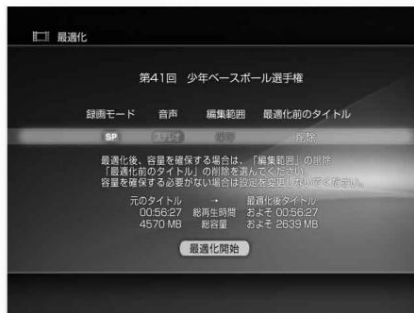 最適化
第41回 少年ベースボール選手権
録画モード 音声 編集範囲 最適化前のタイトル
SP ステレオ 削除 削除
最適化後、容量を確保する場合は、「編集範囲」の削除
「最適化前のタイトル」の削除を選んでください。
容量を確保する必要がない場合は設定を変更しないでください。
元のタイトル → 最適化後タイトル
00:56:27 総再生時間 およそ 00:56:27
4570 MB 総容量 およそ 2639 MB
最適化開始